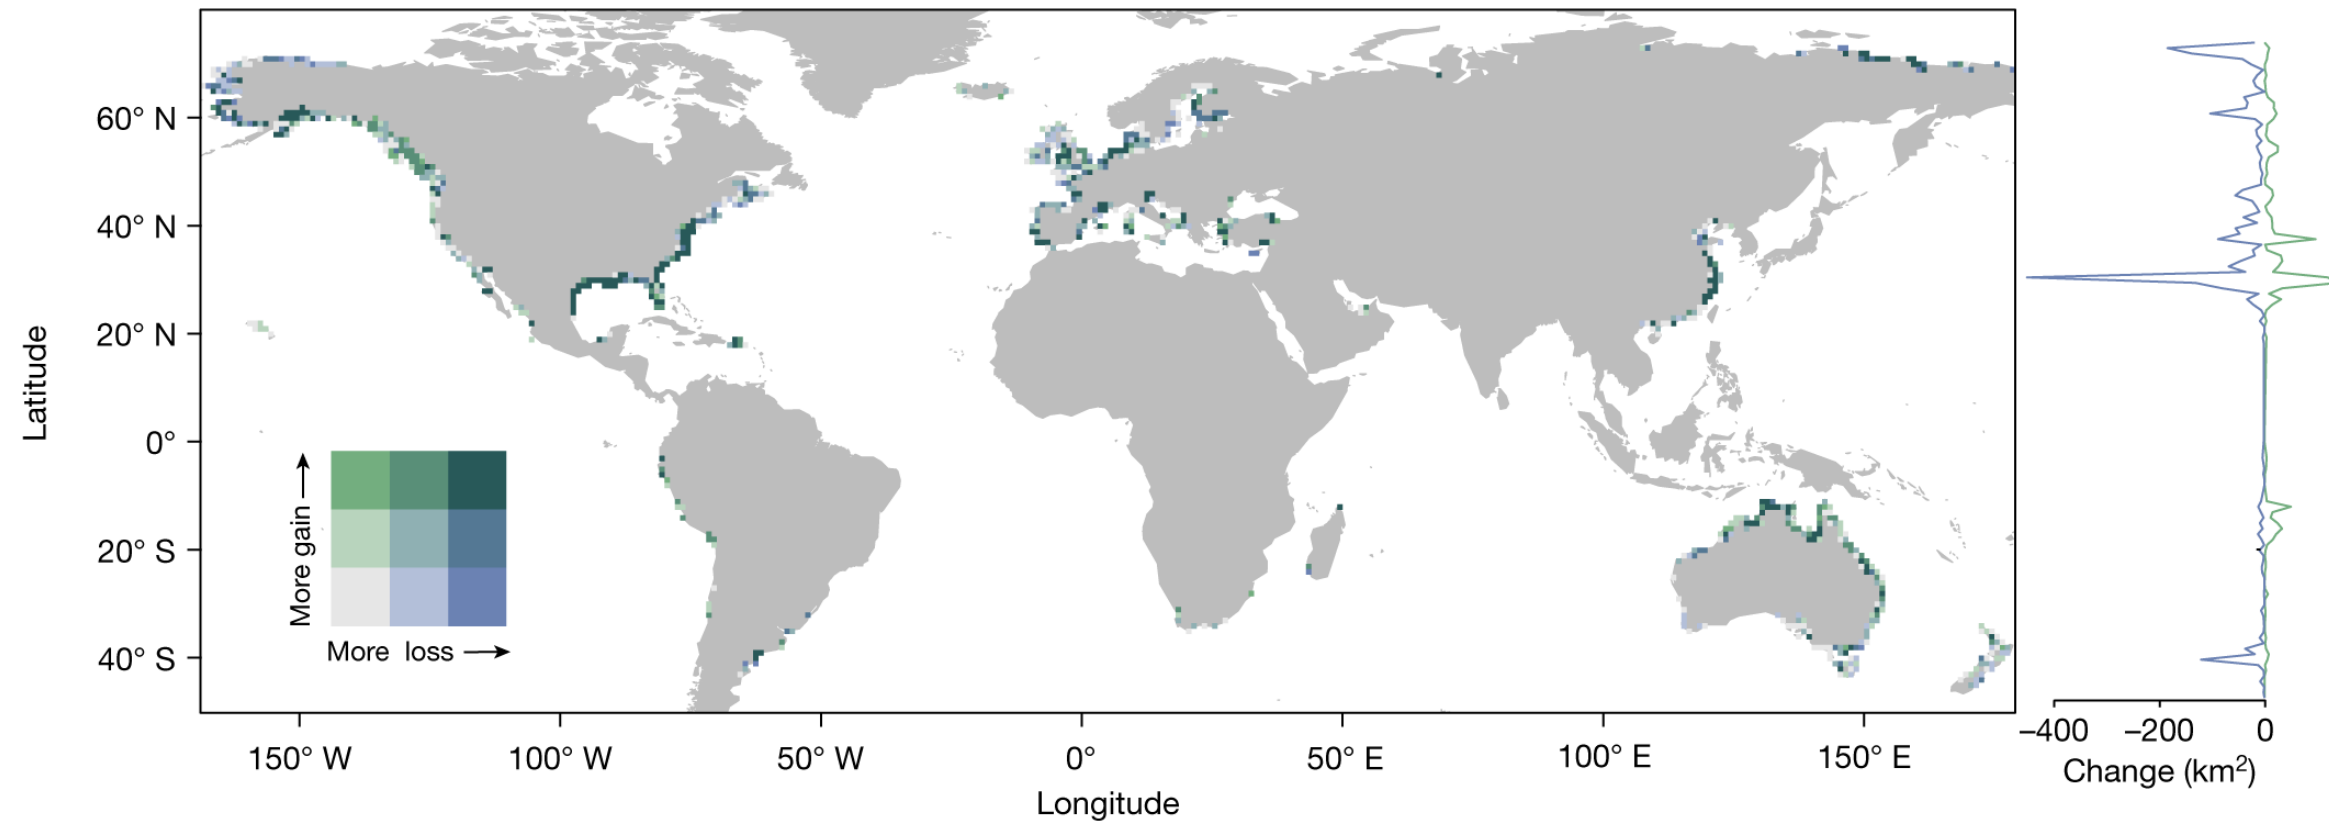 60° N
40° N
20° N
0°
20° S
40° S
Latitude
More gain
More loss
150° W
100° W
50° W
0°
50° E
100° E
150° E
Longitude
−400
−200
0
Change (km²)